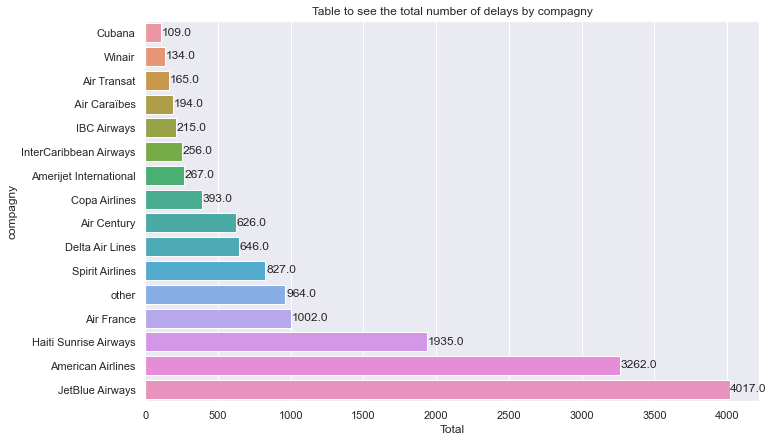 Table to see the total number of delays by compagny
compagny
Cubana 109.0
Winair 134.0
Air Transat 165.0
Air Caraïbes 194.0
IBC Airways 215.0
InterCaribbean Airways 256.0
Amerijet International 267.0
Copa Airlines 393.0
Air Century 626.0
Delta Air Lines 646.0
Spirit Airlines 827.0
other 964.0
Air France 1002.0
Haiti Sunrise Airways 1935.0
American Airlines 3262.0
JetBlue Airways 4017.0
0 500 1000 1500 2000 2500 3000 3500 4000
Total